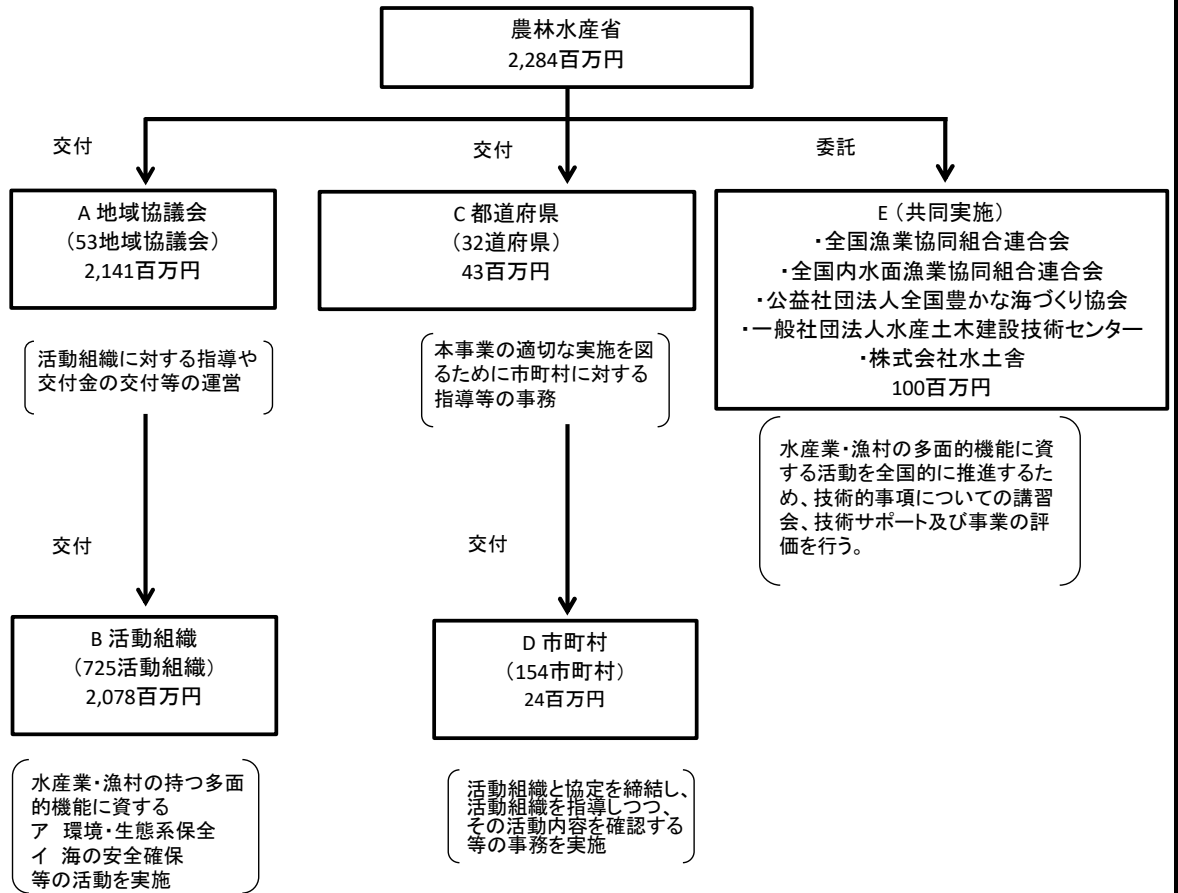 農林水産省
2,284百万円
交付
交付
委託
A 地域協議会
（53地域協議会）
2,141百万円
C 都道府県
（32道府県）
43百万円
E （共同実施）
・全国漁業協同組合連合会
・全国内水面漁業協同組合連合会
・公益社団法人全国豊かな海づくり協会
・一般社団法人水産土木建設技術センター
・株式会社水土舎
100百万円
活動組織に対する指導や
交付金の交付等の運営
本事業の適切な実施を図
るために市町村に対する
指導等の事務
水産業・漁村の多面的機能に資
する活動を全国的に推進するた
め、技術的事項についての講習
会、技術サポート及び事業の評
価を行う。
交付
交付
B 活動組織
（725活動組織）
2,078百万円
D 市町村
（154市町村）
24百万円
水産業・漁村の持つ多面
的機能に資する
ア　環境・生態系保全
イ　海の安全確保
等の活動を実施
活動組織と協定を締結し、
活動組織を指導しつつ、
その活動内容を確認する
等の事務を実施